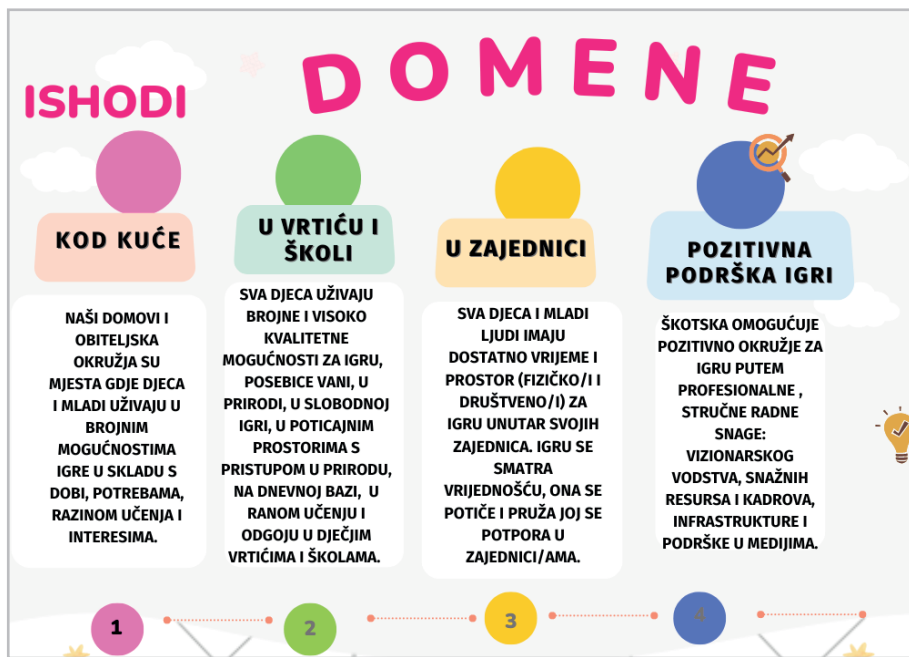 DOMENE
ISHODI
KOD KUĆE
NAŠI DOMOVI I
OBITELJSKA
OKRUŽJA SU
MJESTA GDJE DJECA
I MLADI UŽIVAJU U
BROJNIM
MOGUĆNOSTIMA
IGRE U SKLADU S
DOBI, POTREBAMA,
RAZINOM UČENJA I
INTERESIMA.
U VRTIĆU I
ŠKOLI
SVA DJECA UŽIVAJU
BROJNE I VISOKO
KVALITETNE
MOGUĆNOSTI ZA IGRU,
POSEBICE VANI, U
PRIRODI, U SLOBODNOJ
IGRI, U POTICAJNIM
PROSTORIMA S
PRISTUPOM U PRIRODU,
NA DNEVNOJ BAZI, U
RANOM UČENJU I
ODGOJU U DJEČJIM
VRTIĆIMA I ŠKOLAMA.
U ZAJEDNICI
SVA DJECA I MLADI
LJUDI IMAJU
DOSTATNO VRIJEME I
PROSTOR (FIZIČKO/I I
DRUŠTVENO/I) ZA
IGRU UNUTAR SVOJIH
ZAJEDNICA. IGRU SE
SMATRA
VRIJEDNOŠĆU, ONA SE
POTIČE I PRUŽA JOJ SE
POTPORA U
ZAJEDNICI/AMA.
POZITIVNA
PODRŠKA IGRI
ŠKOTSKA OMOGUĆUJE
POZITIVNO OKRUŽJE ZA
IGRU PUTEM
PROFESIONALNE ,
STRUČNE RADNE
SNAGE:
VIZIONARSKOG
VODSTVA, SNAŽNIH
RESURSA I KADROVA,
INFRASTRUKTURE I
PODRŠKE U MEDIJIMA.
1
2
3
4